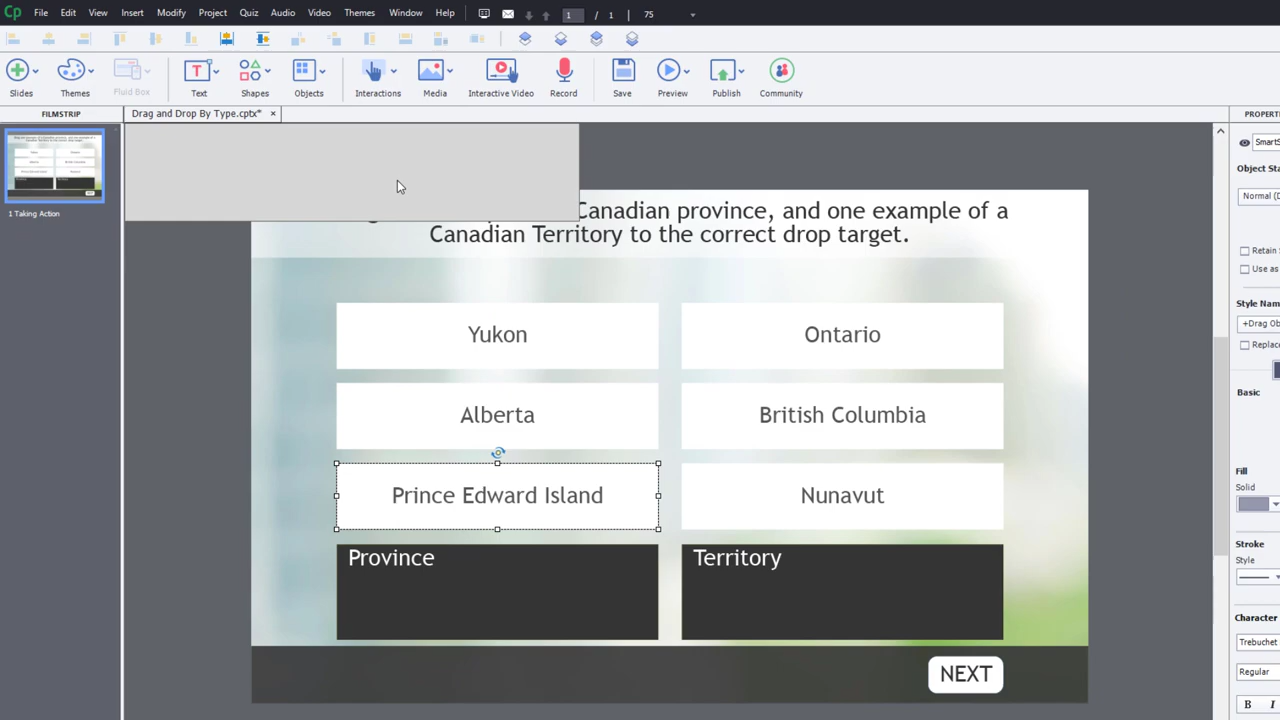 Cp File Edit View Insert Modify Project Quiz Audio Video Themes Window Help 1 / 1 75
Slides Themes Fluid Box Text Shapes Objects Interactions Media Interactive Video Record Save Preview Publish Community
FILMSTRIP Drag and Drop By Type.cptx* × PROPERT
1 Taking Action
Canadian province, and one example of a
Canadian Territory to the correct drop target.
Yukon Ontario
Alberta British Columbia
Prince Edward Island Nunavut
Province Territory
NEXT
SmartS
Object Sta
Normal (D
Retain S
Use as
Style Nam
+Drag Ob
Replace
Basic
Fill
Solid
Stroke
Style
Character
Trebuchet
Regular
B I